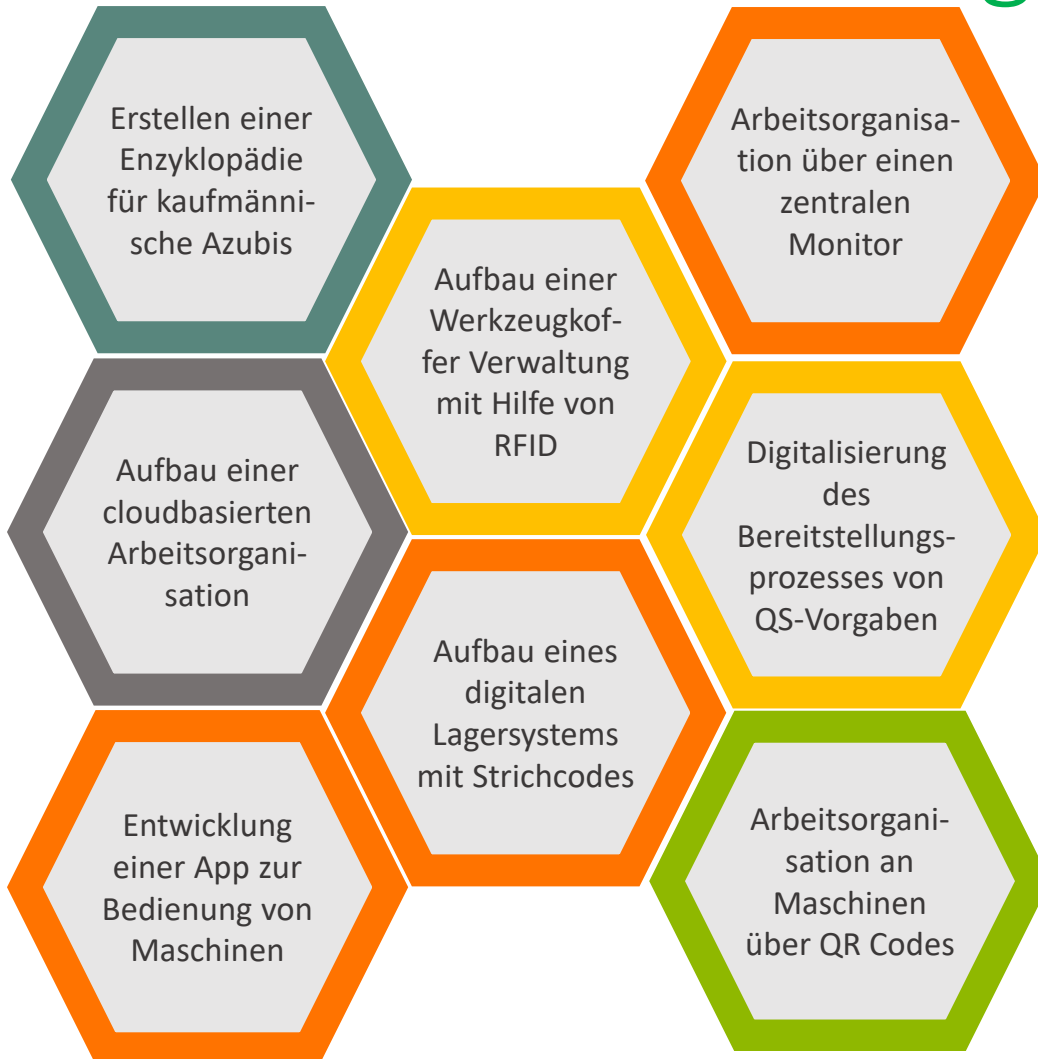 Erstellen einer
Enzyklopädie
für kaufmänni-
sche Azubis
Arbeitsorganisa-
tion über einen
zentralen
Monitor
Aufbau einer
Werkzeugkof-
fer Verwaltung
mit Hilfe von
RFID
Aufbau einer
cloudbasierten
Arbeitsorgani-
sation
Digitalisierung
des
Bereitstellungs-
prozesses von
QS-Vorgaben
Aufbau eines
digitalen
Lagersystems
mit Strichcodes
Entwicklung
einer App zur
Bedienung von
Maschinen
Arbeitsorgani-
sation an
Maschinen
über QR Codes